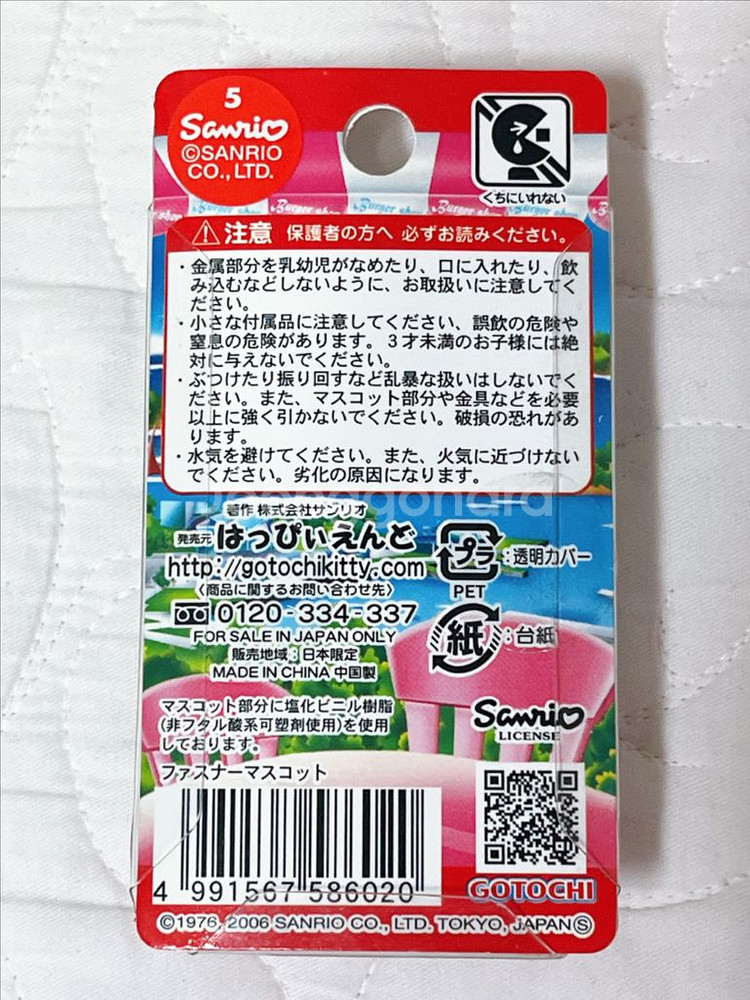 5
Sanrio
©SANRIO
CO., LTD.
くちにいれない
Burger shop Burger shop Burger shop Burger shop
⚠注意 保護者の方へ 必ずお読みください。
・金属部分を乳幼児がなめたり、口に入れたり、飲
み込むなどしないように、お取扱いに注意してく
ださい。
・小さな付属品に注意してください、誤飲の危険や
窒息の危険があります。3才未満のお子様には絶
対に与えないでください。
・ぶつけたり振り回すなど乱暴な扱いはしないでく
ださい。また、マスコット部分や金具などを必要
以上に強く引かないでください。破損の恐れがあ
ります。
・水気を避けてください。また、火気に近づけない
でください。劣化の原因になります。
著作 株式会社サンリオ
発売元 はっぴぃえんど
http://gotochikitty.com
〈商品に関するお問い合わせ先〉
0120-334-337
FOR SALE IN JAPAN ONLY
販売地域:日本限定
MADE IN CHINA 中国製
プラ:透明カバー
PET
紙:台紙
マスコット部分に塩化ビニル樹脂
(非フタル酸系可塑剤使用)を使用
しております。
Sanrio
LICENSE
ファスナーマスコット
4 991567 586020
GOTOCHI
©1976, 2006 SANRIO CO., LTD. TOKYO, JAPAN Ⓢ